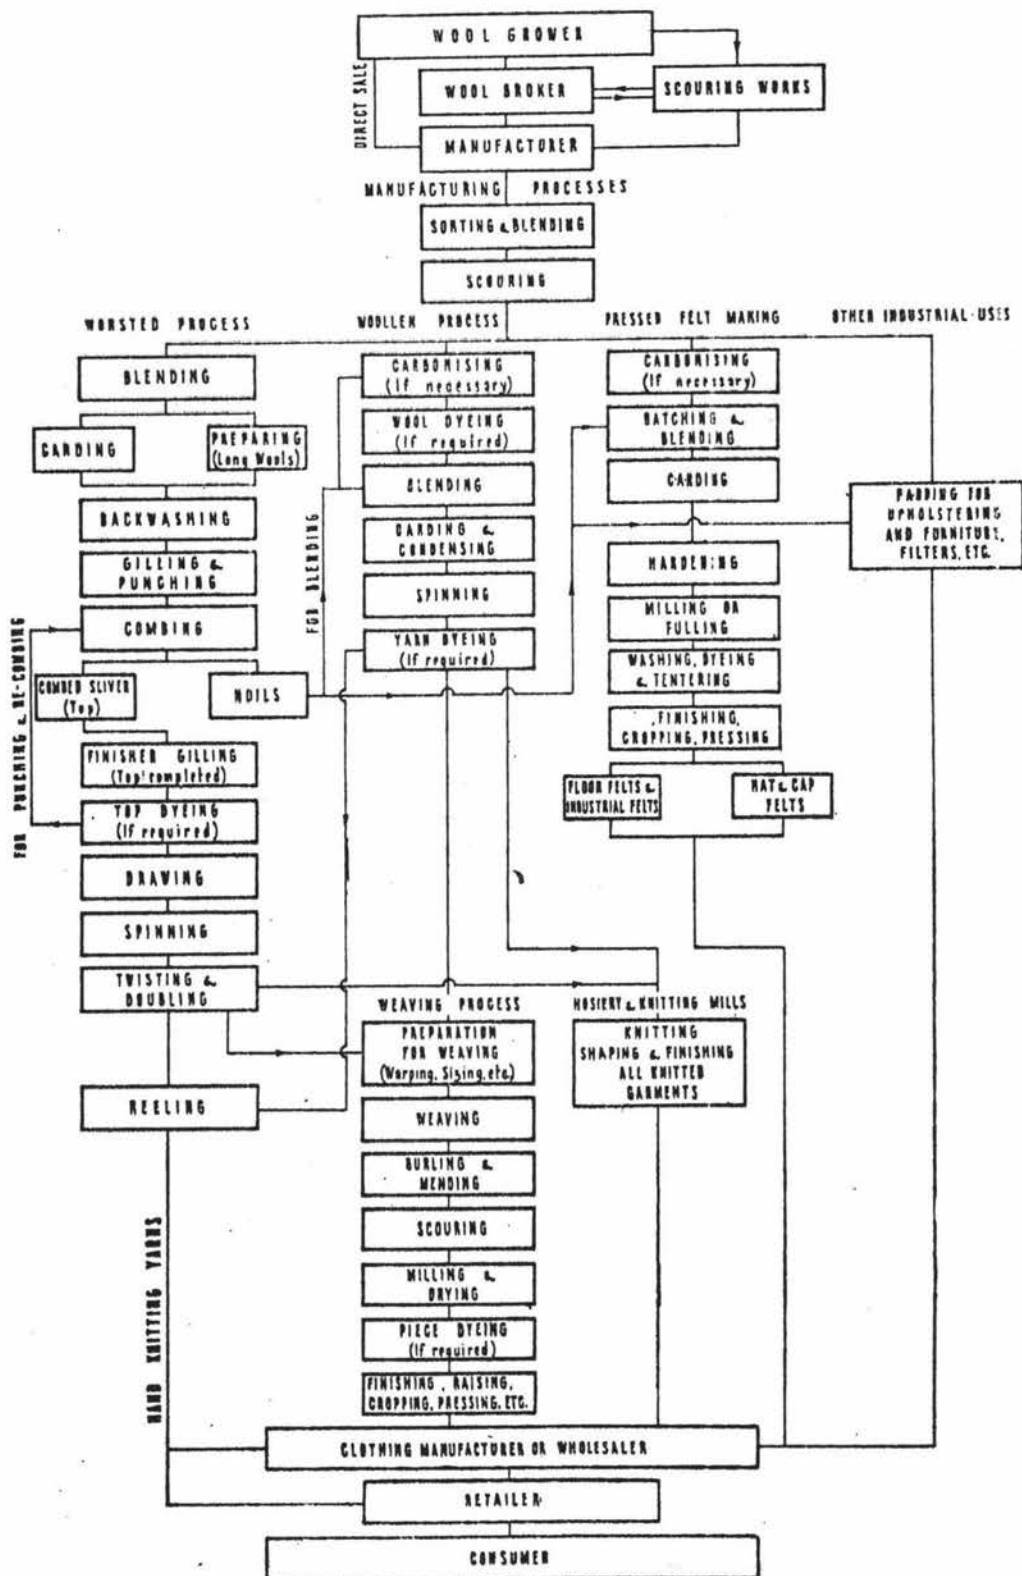 WOOL GROWER
DIRECT SALE
WOOL BROKER
SCOURING WORKS
MANUFACTURER
MANUFACTURING PROCESSES
SORTING & BLENDING
SCOURING
WORSTED PROCESS
BLENDING
CARDING
PREPARING
(Long Wools)
BACKWASHING
GILLING &
PUNCHING
COMBING
COMBED SLIVER
(Top)
NOILS
FOR PUNCHING & RE-COMBING
FINISHER GILLING
(Top completed)
TOP DYEING
(If required)
DRAWING
SPINNING
TWISTING &
DOUBLING
REELING
HAND KNITTING YARNS
WOOLLEN PROCESS
CARBONISING
(If necessary)
WOOL DYEING
(If required)
BLENDING
FOR BLENDING
CARDING &
CONDENSING
SPINNING
YARN DYEING
(If required)
WEAVING PROCESS
PREPARATION
FOR WEAVING
(Warping, Sizing, etc.)
WEAVING
BURLING &
MENDING
SCOURING
MILLING &
DRYING
PIECE DYEING
(If required)
FINISHING, RAISING,
CROPPING, PRESSING, ETC.
PRESSED FELT MAKING
CARBONISING
(If necessary)
BATCHING &
BLENDING
CARDING
HARDENING
MILLING OR
FULLING
WASHING, DYEING
& TENTERING
FINISHING,
CROPPING, PRESSING
FLOOR FELTS &
INDUSTRIAL FELTS
HAT & CAP
FELTS
HOSIERY & KNITTING MILLS
KNITTING
SHAPING & FINISHING
ALL KNITTED
GARMENTS
OTHER INDUSTRIAL USES
PADDING FOR
UPHOLSTERING
AND FURNITURE,
FILTERS, ETC.
CLOTHING MANUFACTURER OR WHOLESALER
RETAILER
CONSUMER